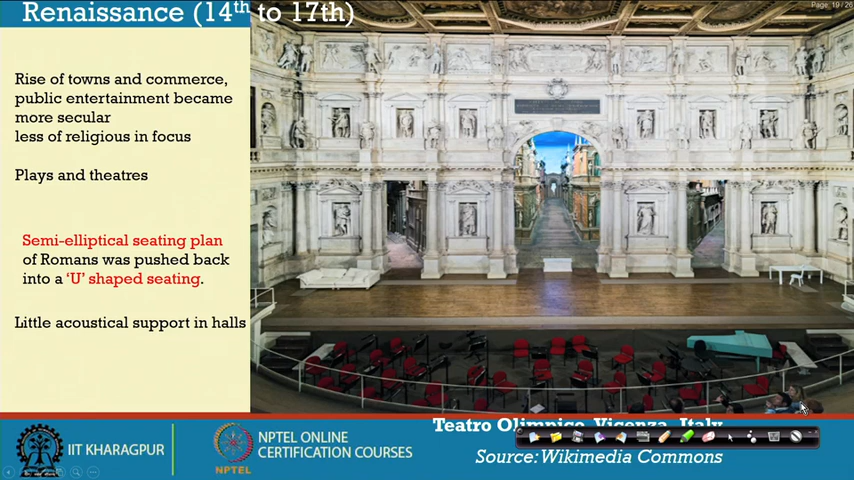 Renaissance (14th to 17th)
Page: 19 / 26
Rise of towns and commerce,
public entertainment became
more secular
less of religious in focus
Plays and theatres
Semi-elliptical seating plan
of Romans was pushed back
into a ‘U’ shaped seating.
Little acoustical support in halls
Teatro Olimpico, Vicenza, Italy
Source: Wikimedia Commons
IIT KHARAGPUR
NPTEL
NPTEL ONLINE
CERTIFICATION COURSES